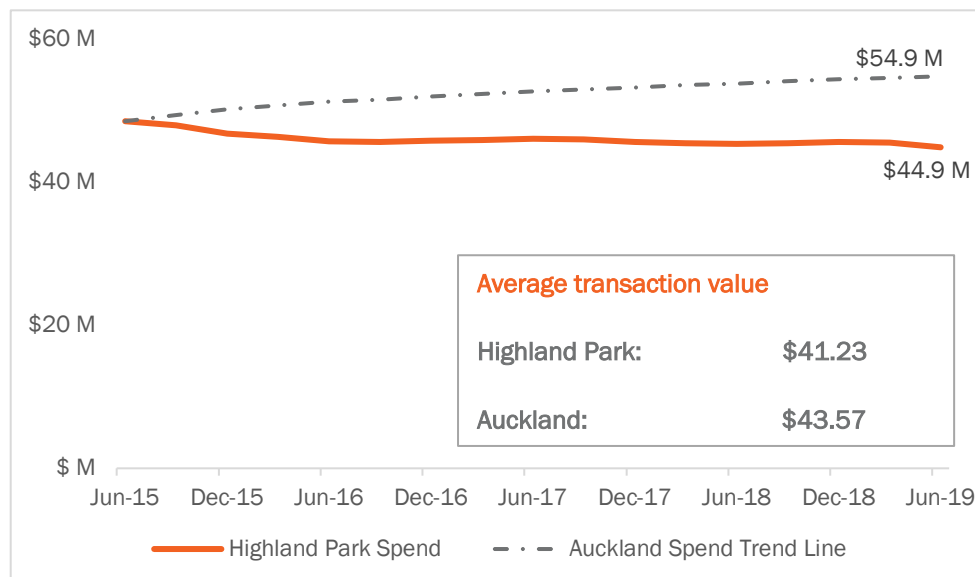 $60 M
$54.9 M
$40 M
$44.9 M
Average transaction value
$20 M
Highland Park: $41.23
Auckland: $43.57
$ M
Jun-15 Dec-15 Jun-16 Dec-16 Jun-17 Dec-17 Jun-18 Dec-18 Jun-19
Highland Park Spend Auckland Spend Trend Line